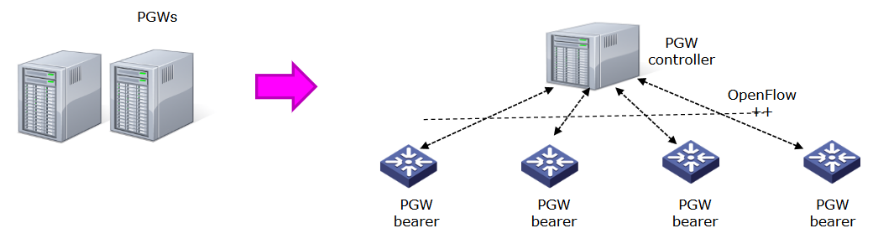 PGWs
PGW
controller
OpenFlow
++
PGW
bearer
PGW
bearer
PGW
bearer
PGW
bearer